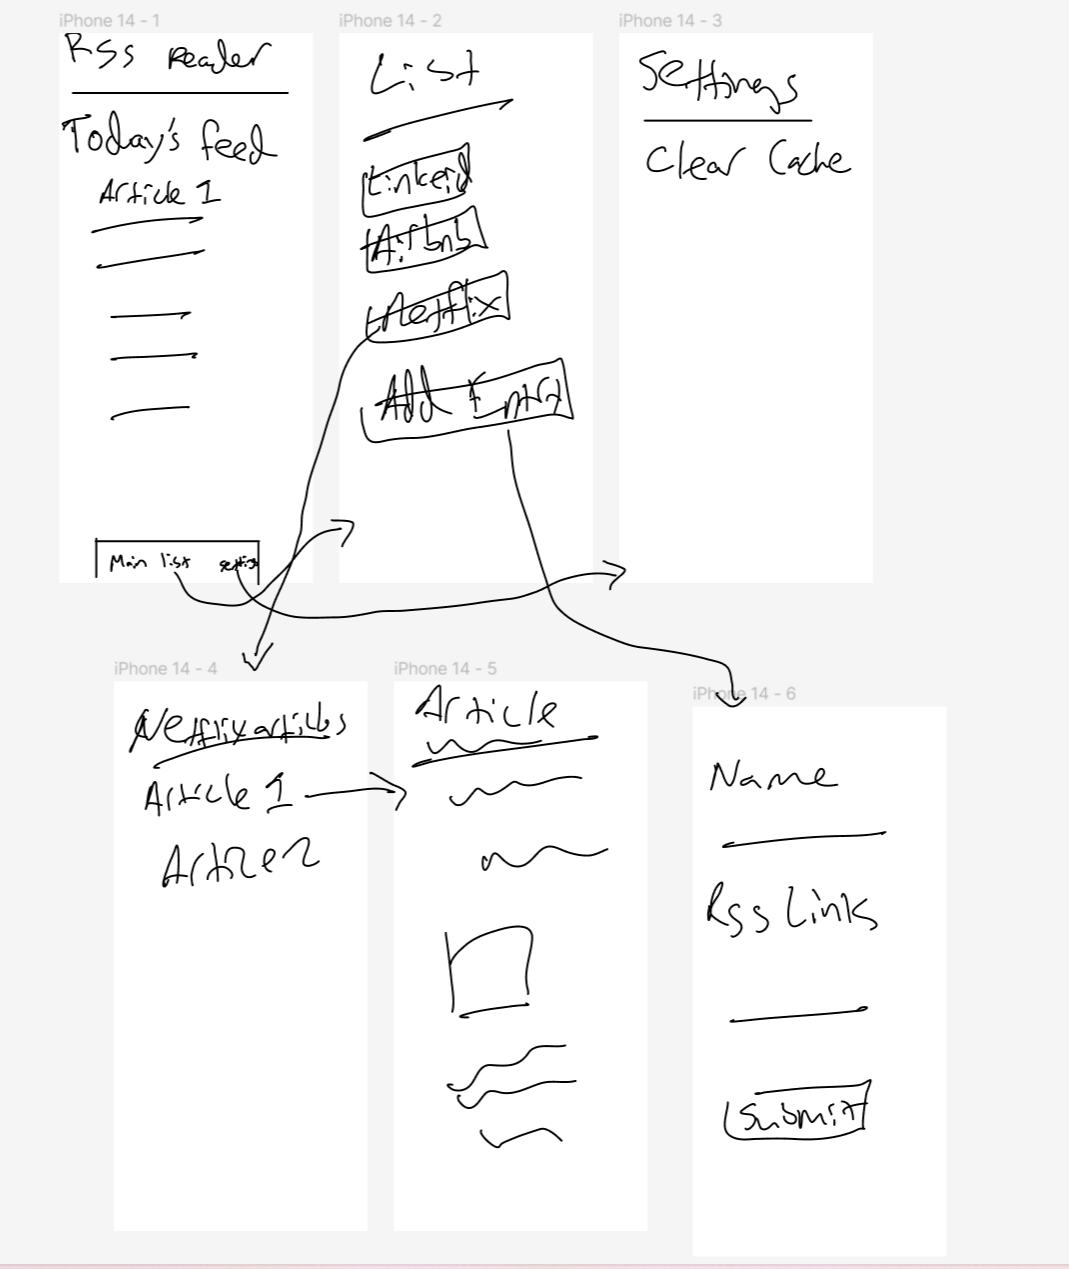 iPhone 14 - 1
RSS Reader
Today's feed
Article 1
Main list settings
iPhone 14 - 2
List
Linkerd
Airbnb
Netflix
Add Entry
iPhone 14 - 3
Settings
Clear Cache
iPhone 14 - 4
Netflix articles
Article 1
Article 2
iPhone 14 - 5
Article
iPhone 14 - 6
Name
Rss Links
Submit